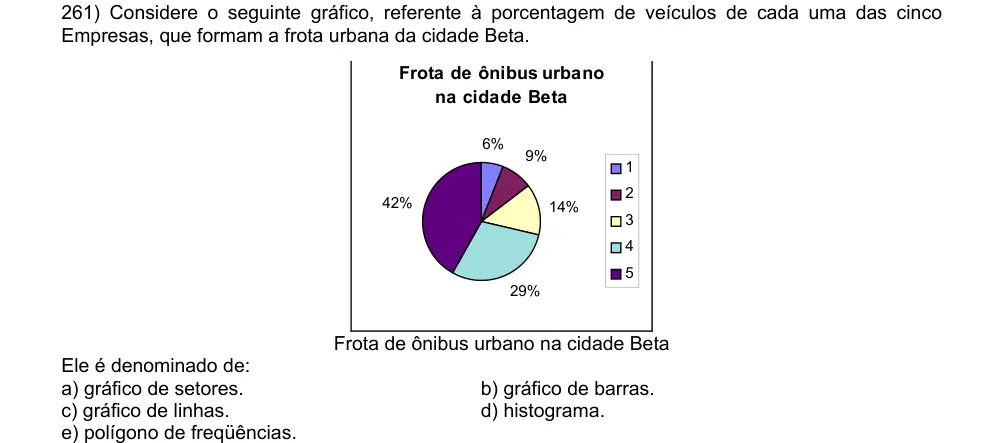 261) Considere o seguinte gráfico, referente à porcentagem de veículos de cada uma das cinco
Empresas, que formam a frota urbana da cidade Beta.
Frota de ônibus urbano
na cidade Beta
6%
9%
14%
29%
42%
1
2
3
4
5
Frota de ônibus urbano na cidade Beta
Ele é denominado de:
a) gráfico de setores.
b) gráfico de barras.
c) gráfico de linhas.
d) histograma.
e) polígono de freqüências.